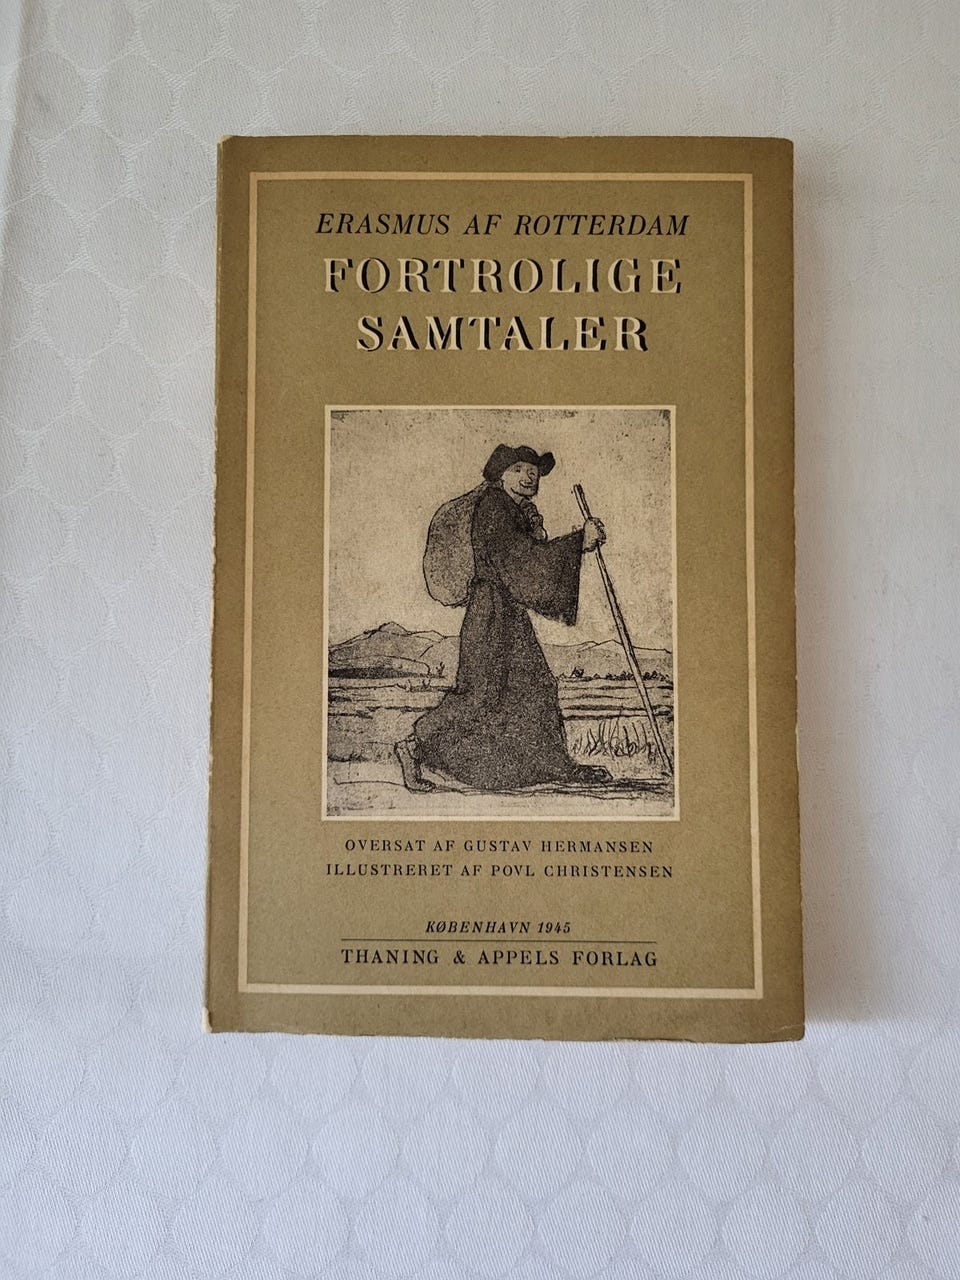 ERASMUS AF ROTTERDAM
FORTROLIGE
SAMTALER
OVERSAT AF GUSTAV HERMANSEN
ILLUSTRERET AF POVL CHRISTENSEN
KØBENHAVN 1945
THANING & APPELS FORLAG